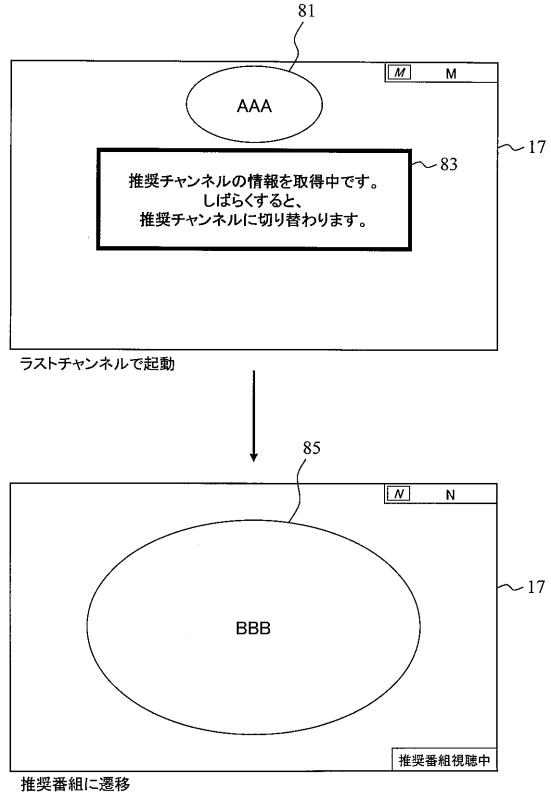 81
M M
AAA
17
83
推奨チャンネルの情報を取得中です。
しばらくすると、
推奨チャンネルに切り替わります。
ラストチャンネルで起動
85
N N
17
BBB
推奨番組視聴中
推奨番組に遷移